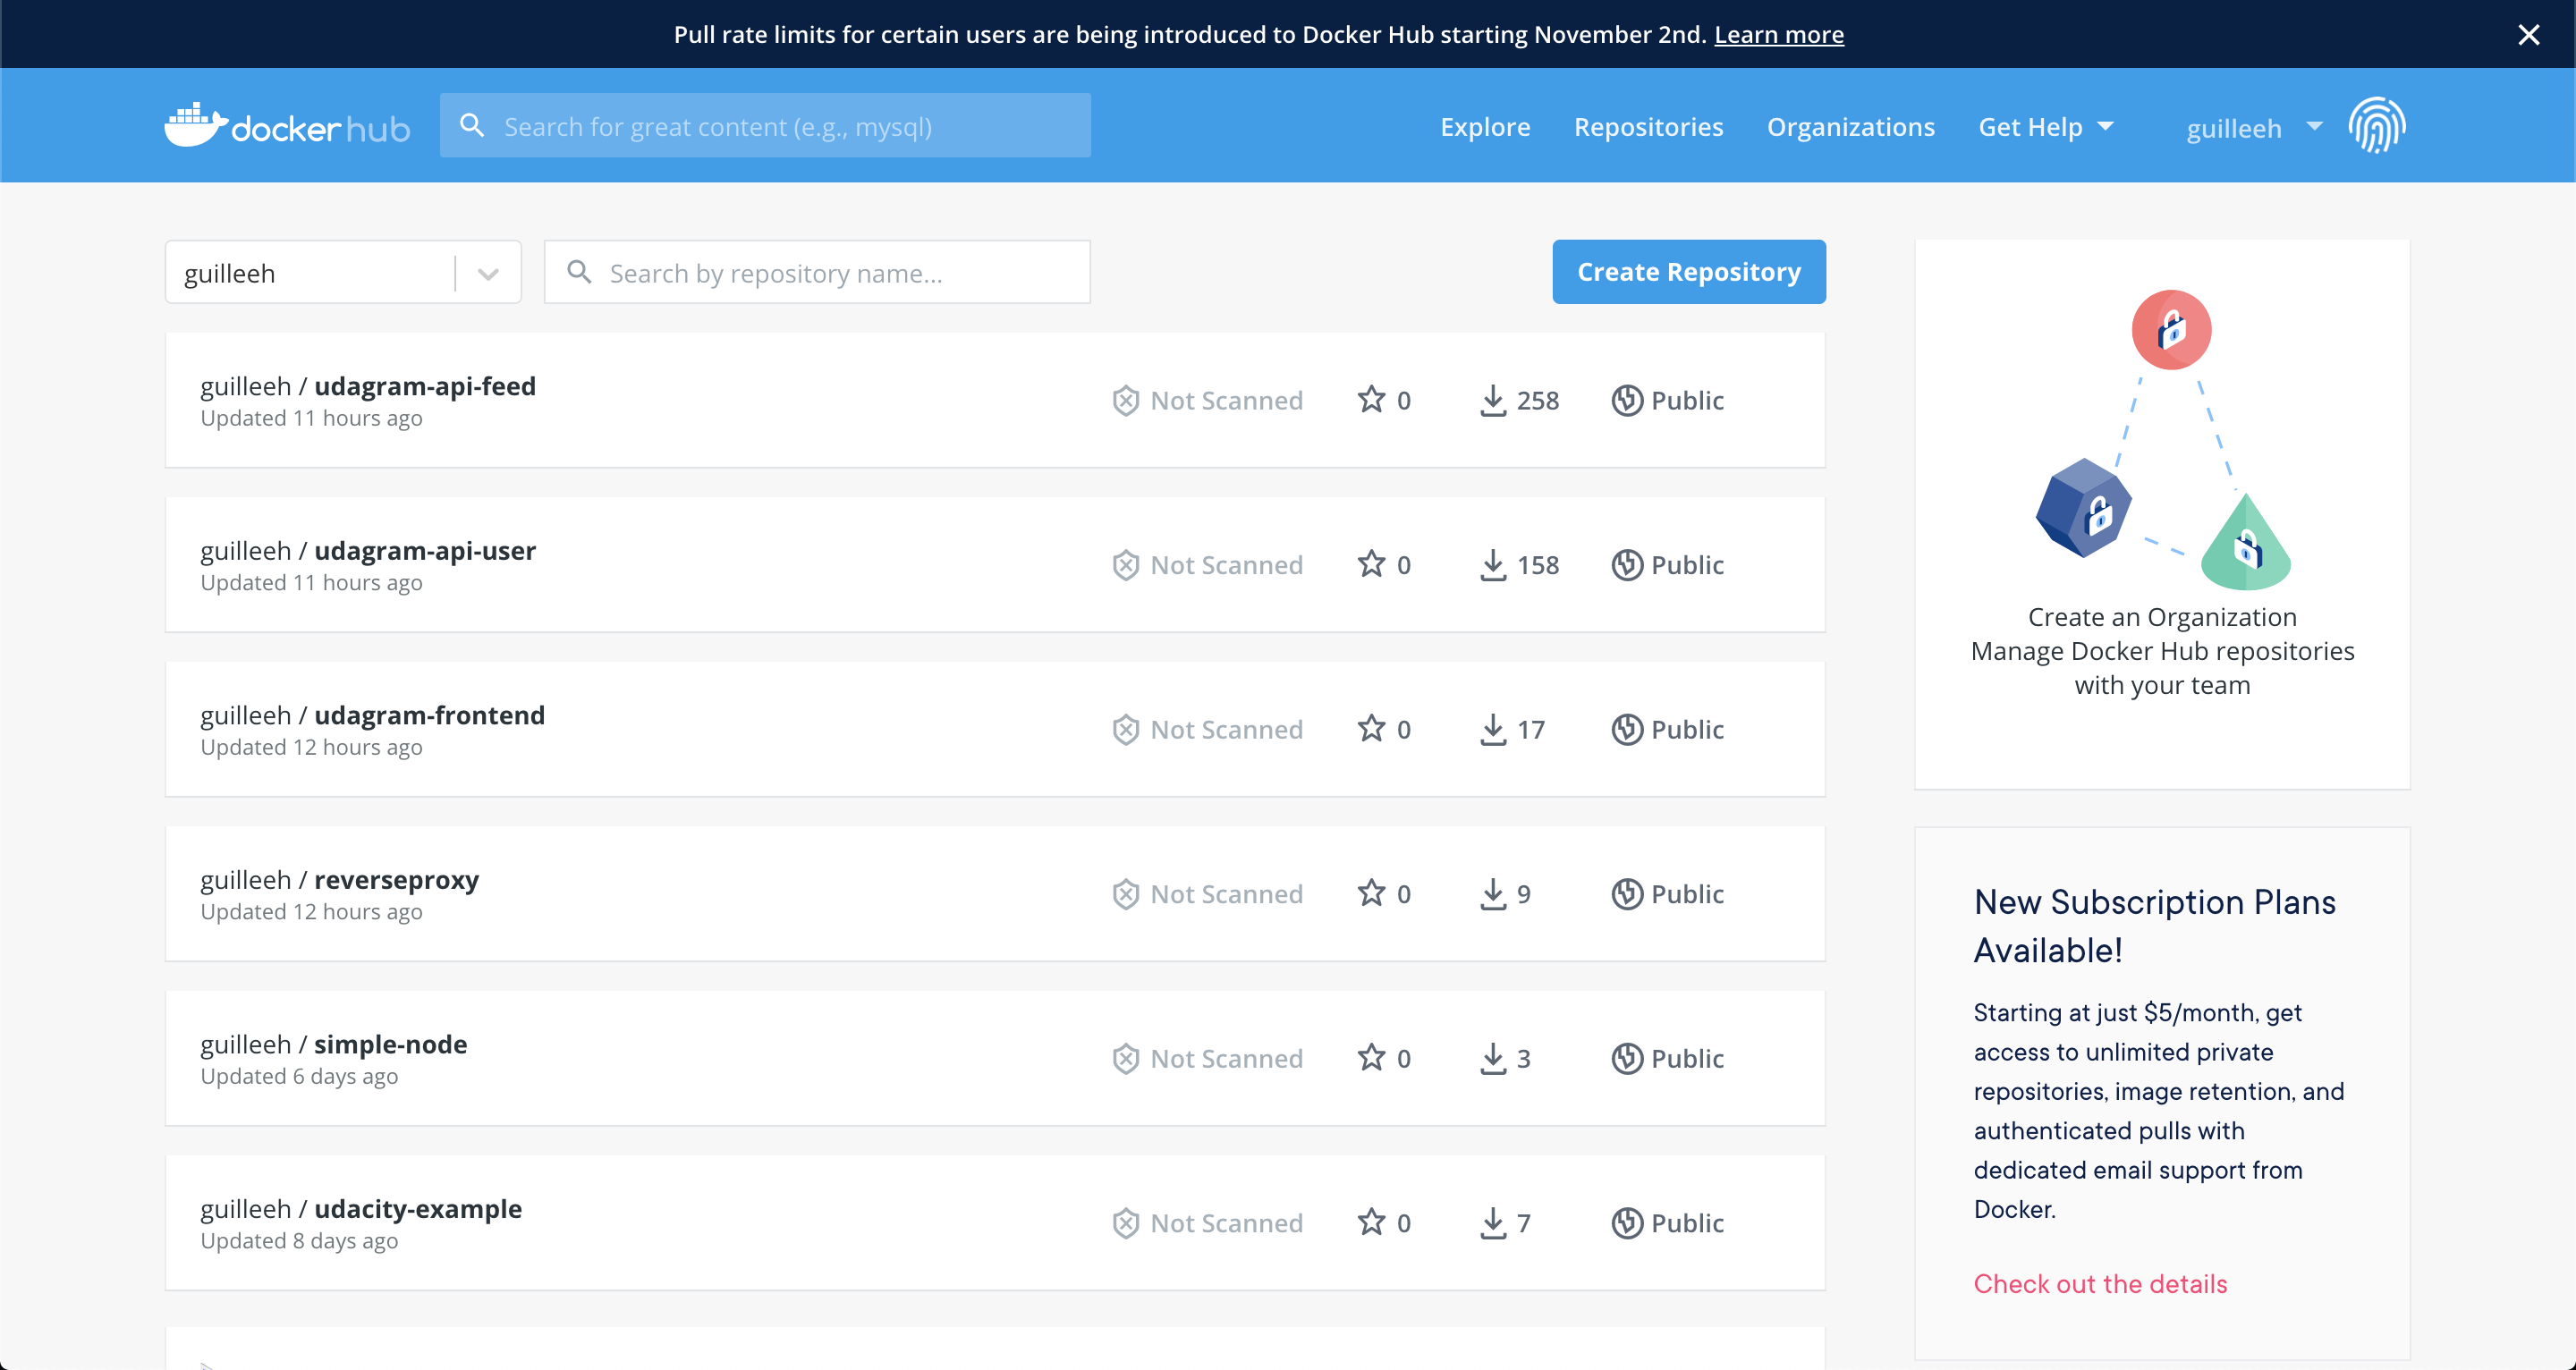 Pull rate limits for certain users are being introduced to Docker Hub starting November 2nd. Learn more
docker hub
Search for great content (e.g., mysql)
Explore
Repositories
Organizations
Get Help
guilleeh
guilleeh
Search by repository name...
Create Repository
guilleeh / udagram-api-feed
Updated 11 hours ago
Not Scanned
0
258
Public
guilleeh / udagram-api-user
Updated 11 hours ago
Not Scanned
0
158
Public
guilleeh / udagram-frontend
Updated 12 hours ago
Not Scanned
0
17
Public
guilleeh / reverseproxy
Updated 12 hours ago
Not Scanned
0
9
Public
guilleeh / simple-node
Updated 6 days ago
Not Scanned
0
3
Public
guilleeh / udacity-example
Updated 8 days ago
Not Scanned
0
7
Public
Create an Organization
Manage Docker Hub repositories
with your team
New Subscription Plans
Available!
Starting at just $5/month, get
access to unlimited private
repositories, image retention, and
authenticated pulls with
dedicated email support from
Docker.
Check out the details